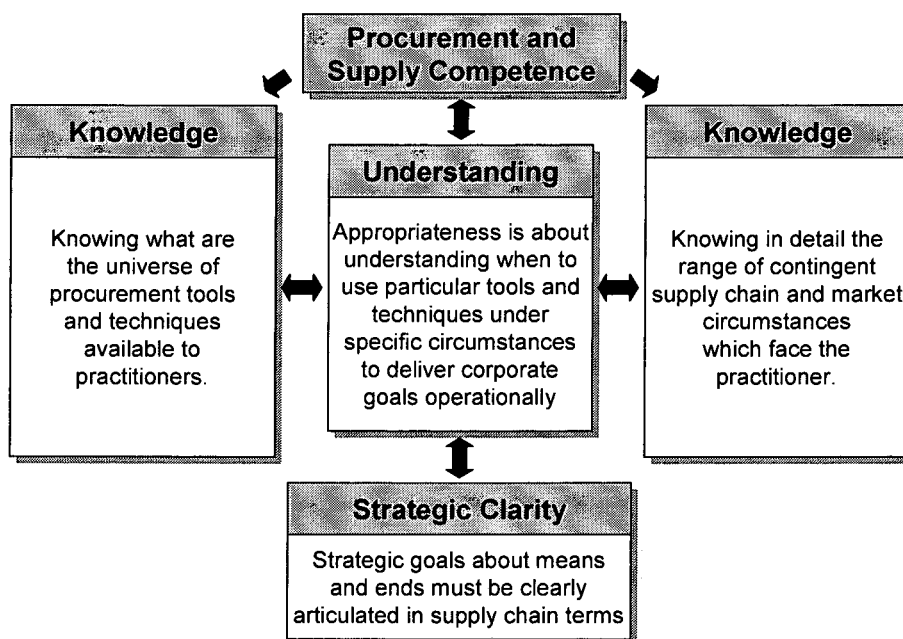 Procurement and
Supply Competence
Knowledge
Knowing what are
the universe of
procurement tools
and techniques
available to
practitioners.
Understanding
Appropriateness is about
understanding when to
use particular tools and
techniques under
specific circumstances
to deliver corporate
goals operationally
Knowledge
Knowing in detail the
range of contingent
supply chain and market
circumstances
which face the
practitioner.
Strategic Clarity
Strategic goals about means
and ends must be clearly
articulated in supply chain terms